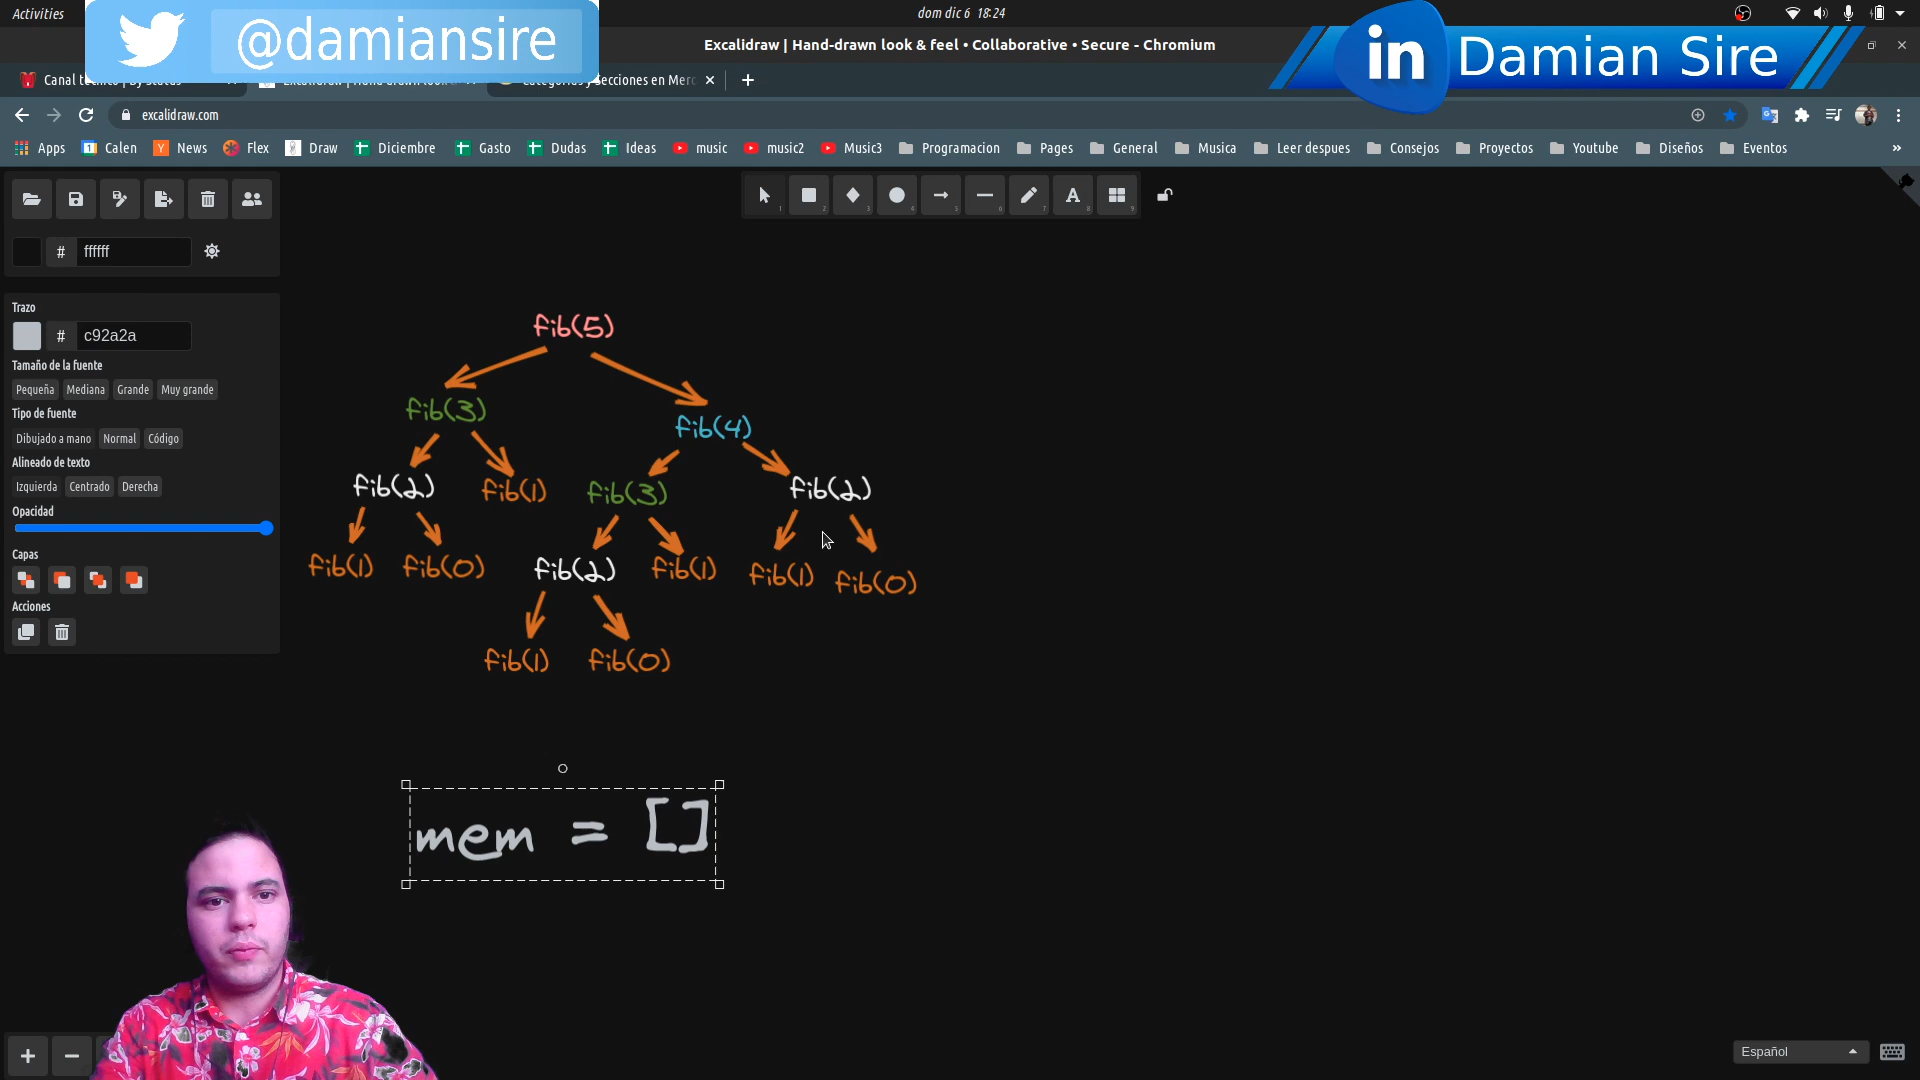 Activities
dom dic 6 18:24
@damiansire
Excalidraw | Hand-drawn look & feel • Collaborative • Secure - Chromium
in Damian Sire
Canal
Secciones en Merc
excalidraw.com
Apps
Calen
News
Flex
Draw
Diciembre
Gasto
Dudas
Ideas
music
music2
Music3
Programacion
Pages
General
Musica
Leer despues
Consejos
Proyectos
Youtube
Diseños
Eventos
»
# ffffff
Trazo
# c92a2a
Tamaño de la fuente
Pequeña Mediana Grande Muy grande
Tipo de fuente
Dibujado a mano Normal Código
Alineado de texto
Izquierda Centrado Derecha
Opacidad
Capas
Acciones
fib(5)
fib(3)
fib(4)
fib(2) fib(1) fib(3) fib(2)
fib(1) fib(0) fib(2) fib(1) fib(1) fib(0)
fib(1) fib(0)
mem = []
Español